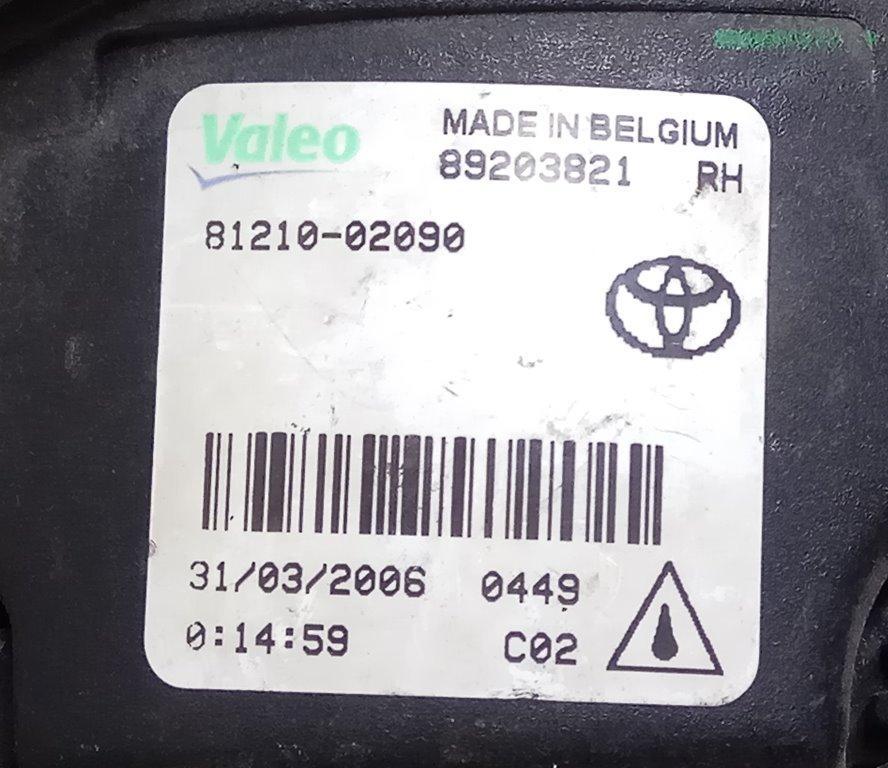 Valeo
MADE IN BELGIUM
89203821 RH
81210-02090
31/03/2006 0449
0:14:59 C02